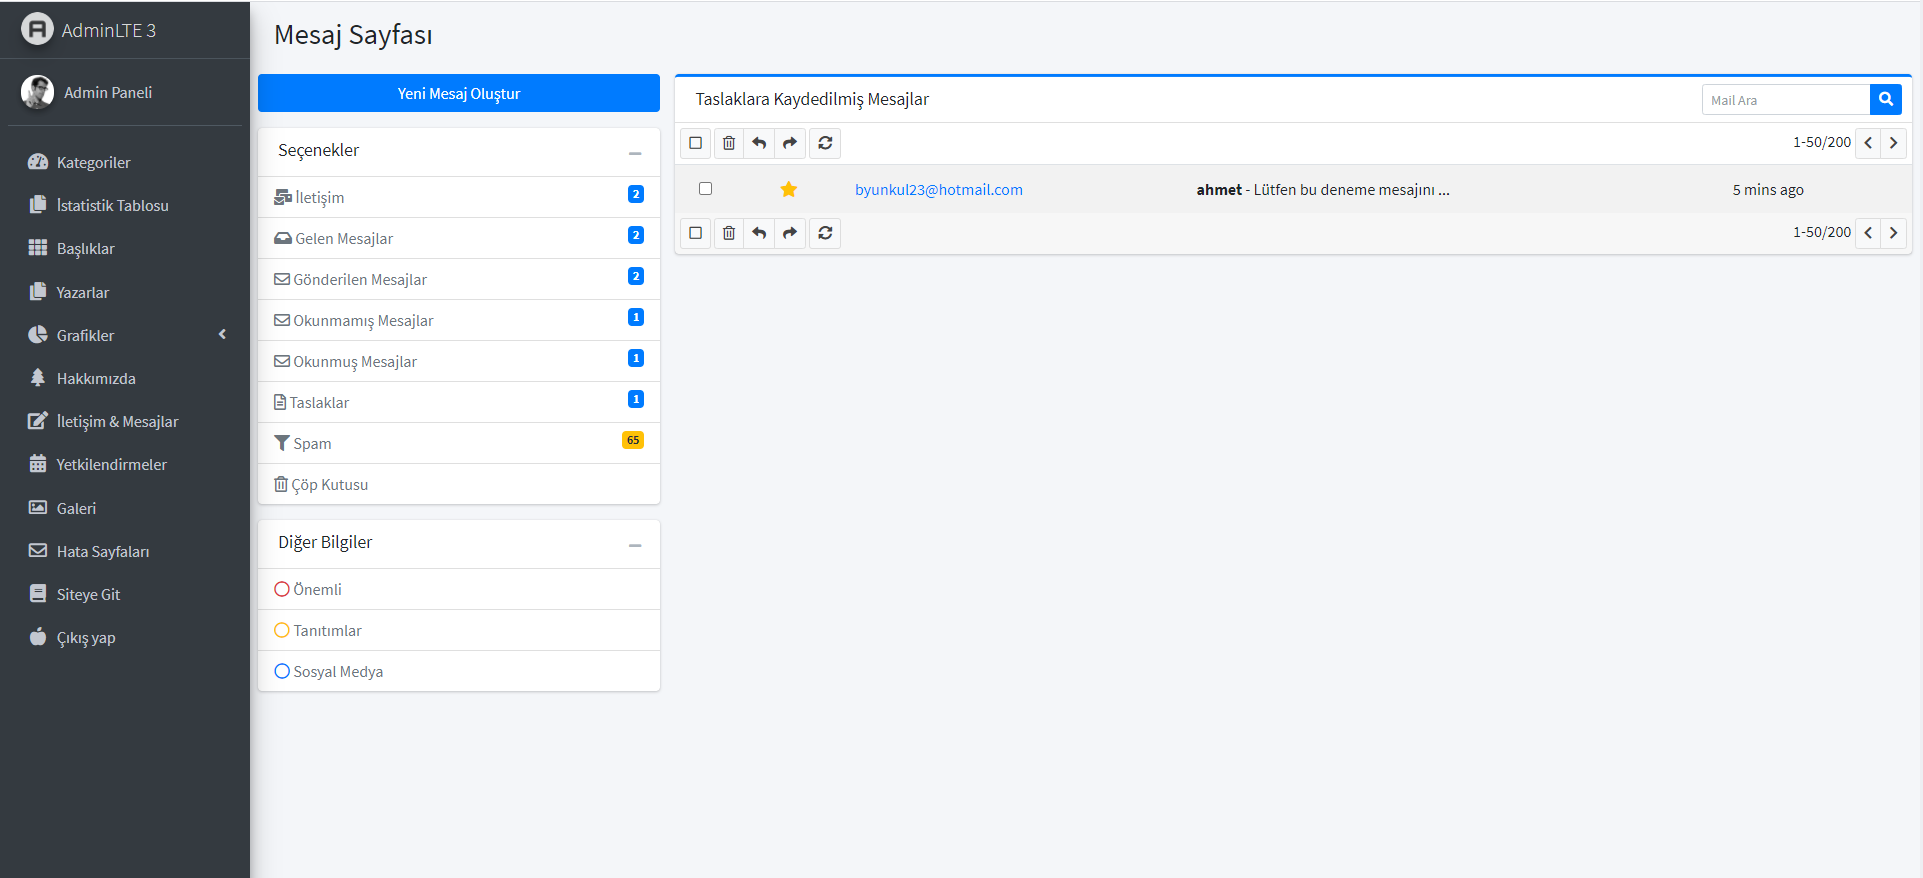 AdminLTE 3
Admin Paneli
Kategoriler
İstatistik Tablosu
Başlıklar
Yazarlar
Grafikler
Hakkımızda
İletişim & Mesajlar
Yetkilendirmeler
Galeri
Hata Sayfaları
Siteye Git
Çıkış yap
Mesaj Sayfası
Yeni Mesaj Oluştur
Seçenekler
İletişim 2
Gelen Mesajlar 2
Gönderilen Mesajlar 2
Okunmamış Mesajlar 1
Okunmuş Mesajlar 1
Taslaklar 1
Spam 65
Çöp Kutusu
Diğer Bilgiler
Önemli
Tanıtımlar
Sosyal Medya
Taslaklara Kaydedilmiş Mesajlar
Mail Ara
1-50/200
byunkul23@hotmail.com ahmet - Lütfen bu deneme mesajını ... 5 mins ago
1-50/200